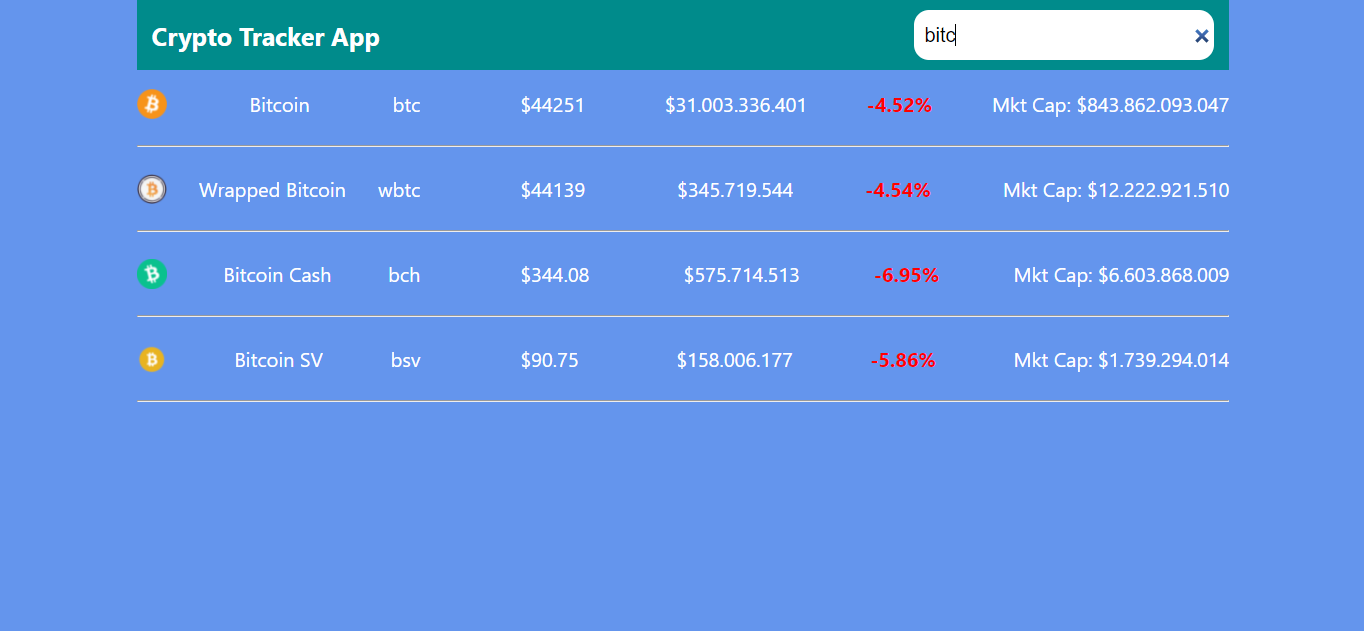 Crypto Tracker App bitc
Bitcoin btc $44251 $31.003.336.401 -4.52% Mkt Cap: $843.862.093.047
Wrapped Bitcoin wbtc $44139 $345.719.544 -4.54% Mkt Cap: $12.222.921.510
Bitcoin Cash bch $344.08 $575.714.513 -6.95% Mkt Cap: $6.603.868.009
Bitcoin SV bsv $90.75 $158.006.177 -5.86% Mkt Cap: $1.739.294.014